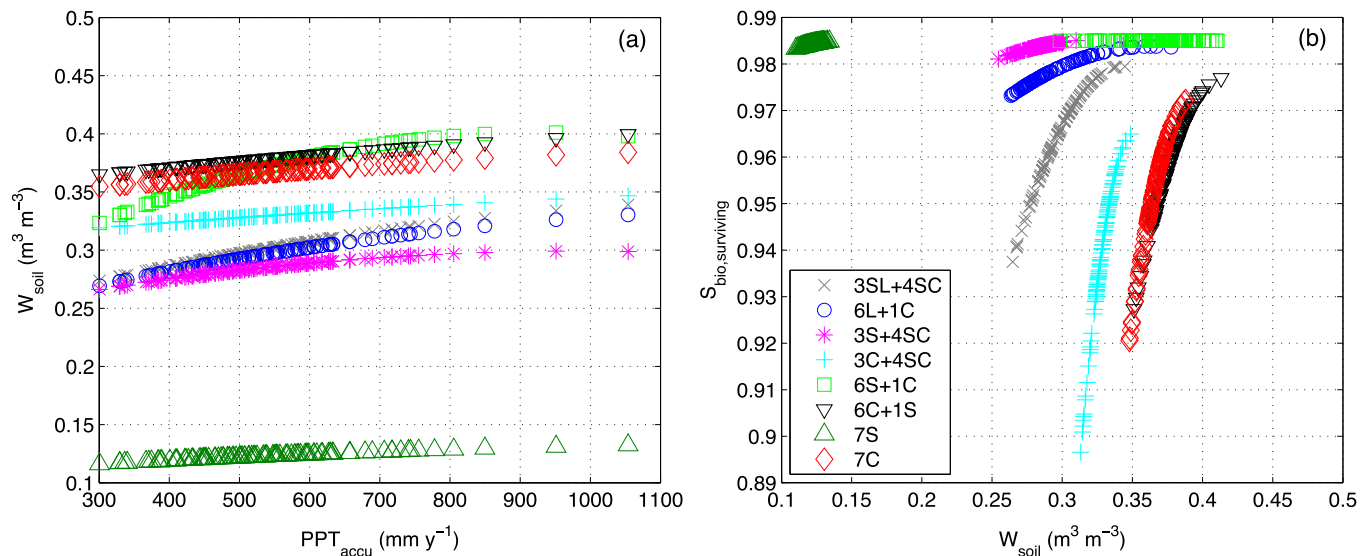 (a)
0.5
0.45
0.4
0.35
0.3
0.25
0.2
0.15
0.1
W_soil (m³ m⁻³)
300 400 500 600 700 800 900 1000 1100
PPT_accu (mm y⁻¹)
(b)
0.99
0.98
0.97
0.96
0.95
0.94
0.93
0.92
0.91
0.9
0.89
S_bio,surviving
3SL+4SC
6L+1C
3S+4SC
3C+4SC
6S+1C
6C+1S
7S
7C
0.1 0.15 0.2 0.25 0.3 0.35 0.4 0.45 0.5
W_soil (m³ m⁻³)